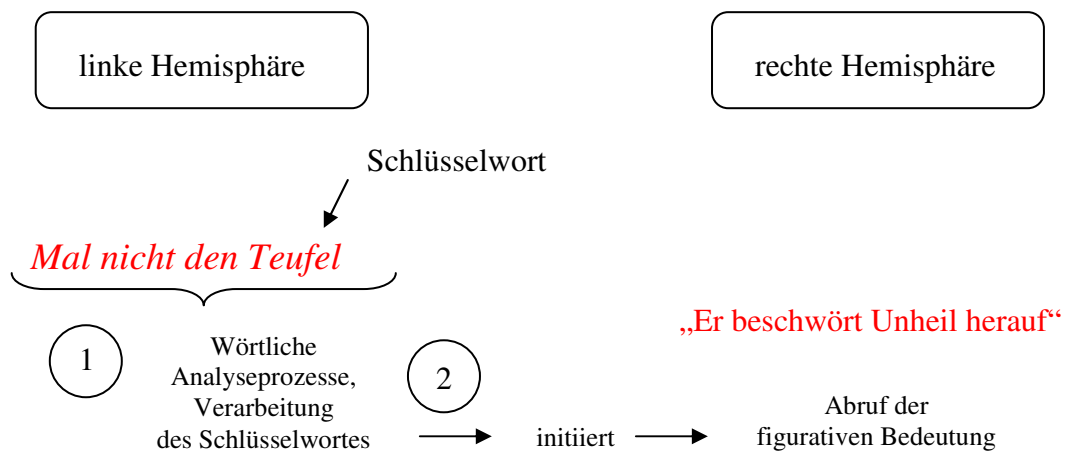 linke Hemisphäre
rechte Hemisphäre
Schlüsselwort
Mal nicht den Teufel
„Er beschwört Unheil herauf“
1
Wörtliche
Analyseprozesse,
Verarbeitung
des Schlüsselwortes
2
initiiert
Abruf der
figurativen Bedeutung